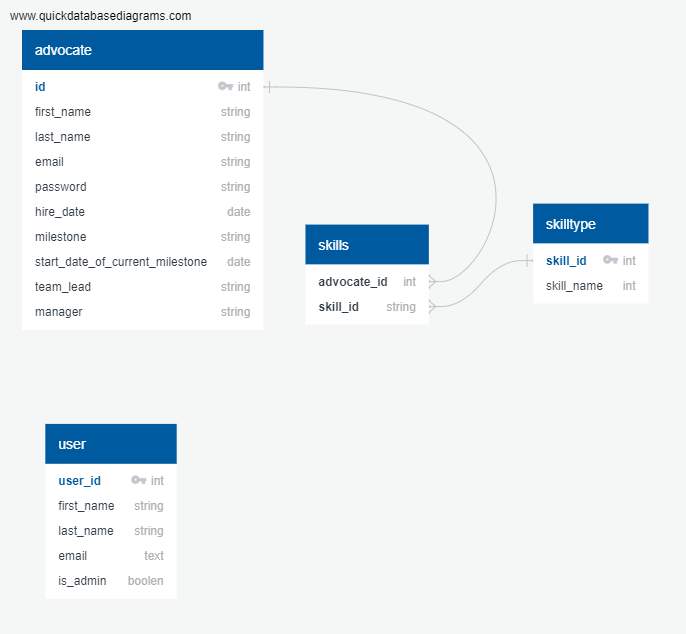 www.quickdatabasediagrams.com
advocate
id int
first_name string
last_name string
email string
password string
hire_date date
milestone string
start_date_of_current_milestone date
team_lead string
manager string
skills
advocate_id int
skill_id string
skilltype
skill_id int
skill_name int
user
user_id int
first_name string
last_name string
email text
is_admin boolen